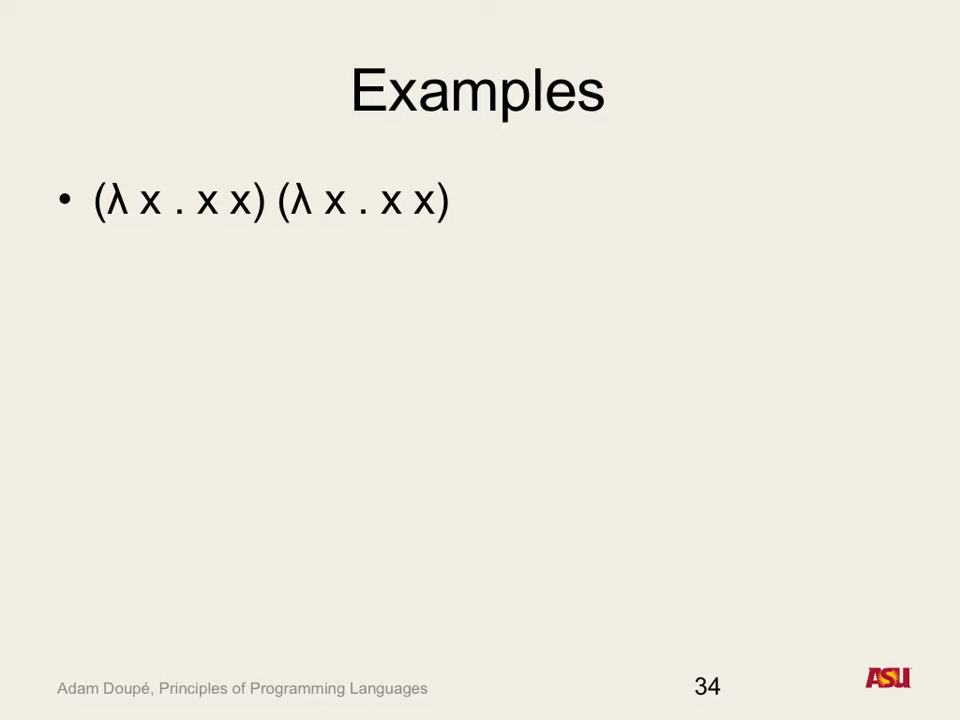 Examples
• (λ x . x x) (λ x . x x)
Adam Doupé, Principles of Programming Languages
34
ASU